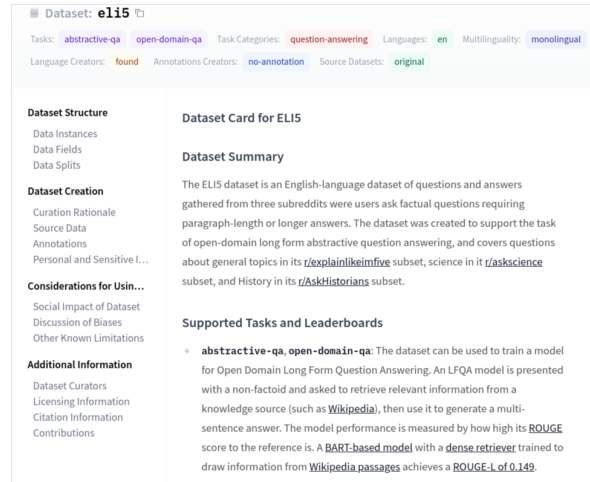 Dataset: eli5
Tasks: abstractive-qa open-domain-qa Task Categories: question-answering Languages: en Multilinguality: monolingual
Language Creators: found Annotations Creators: no-annotation Source Datasets: original
Dataset Structure
Data Instances
Data Fields
Data Splits
Dataset Creation
Curation Rationale
Source Data
Annotations
Personal and Sensitive I...
Considerations for Usin...
Social Impact of Dataset
Discussion of Biases
Other Known Limitations
Additional Information
Dataset Curators
Licensing Information
Citation Information
Contributions
Dataset Card for ELI5
Dataset Summary
The ELI5 dataset is an English-language dataset of questions and answers
gathered from three subreddits were users ask factual questions requiring
paragraph-length or longer answers. The dataset was created to support the task
of open-domain long form abstractive question answering, and covers questions
about general topics in its r/explainlikeimfive subset, science in it r/askscience
subset, and History in its r/AskHistorians subset.
Supported Tasks and Leaderboards
abstractive-qa, open-domain-qa: The dataset can be used to train a model
for Open Domain Long Form Question Answering. An LFQA model is presented
with a non-factoid and asked to retrieve relevant information from a
knowledge source (such as Wikipedia), then use it to generate a multi-
sentence answer. The model performance is measured by how high its ROUGE
score to the reference is. A BART-based model with a dense retriever trained to
draw information from Wikipedia passages achieves a ROUGE-L of 0.149.